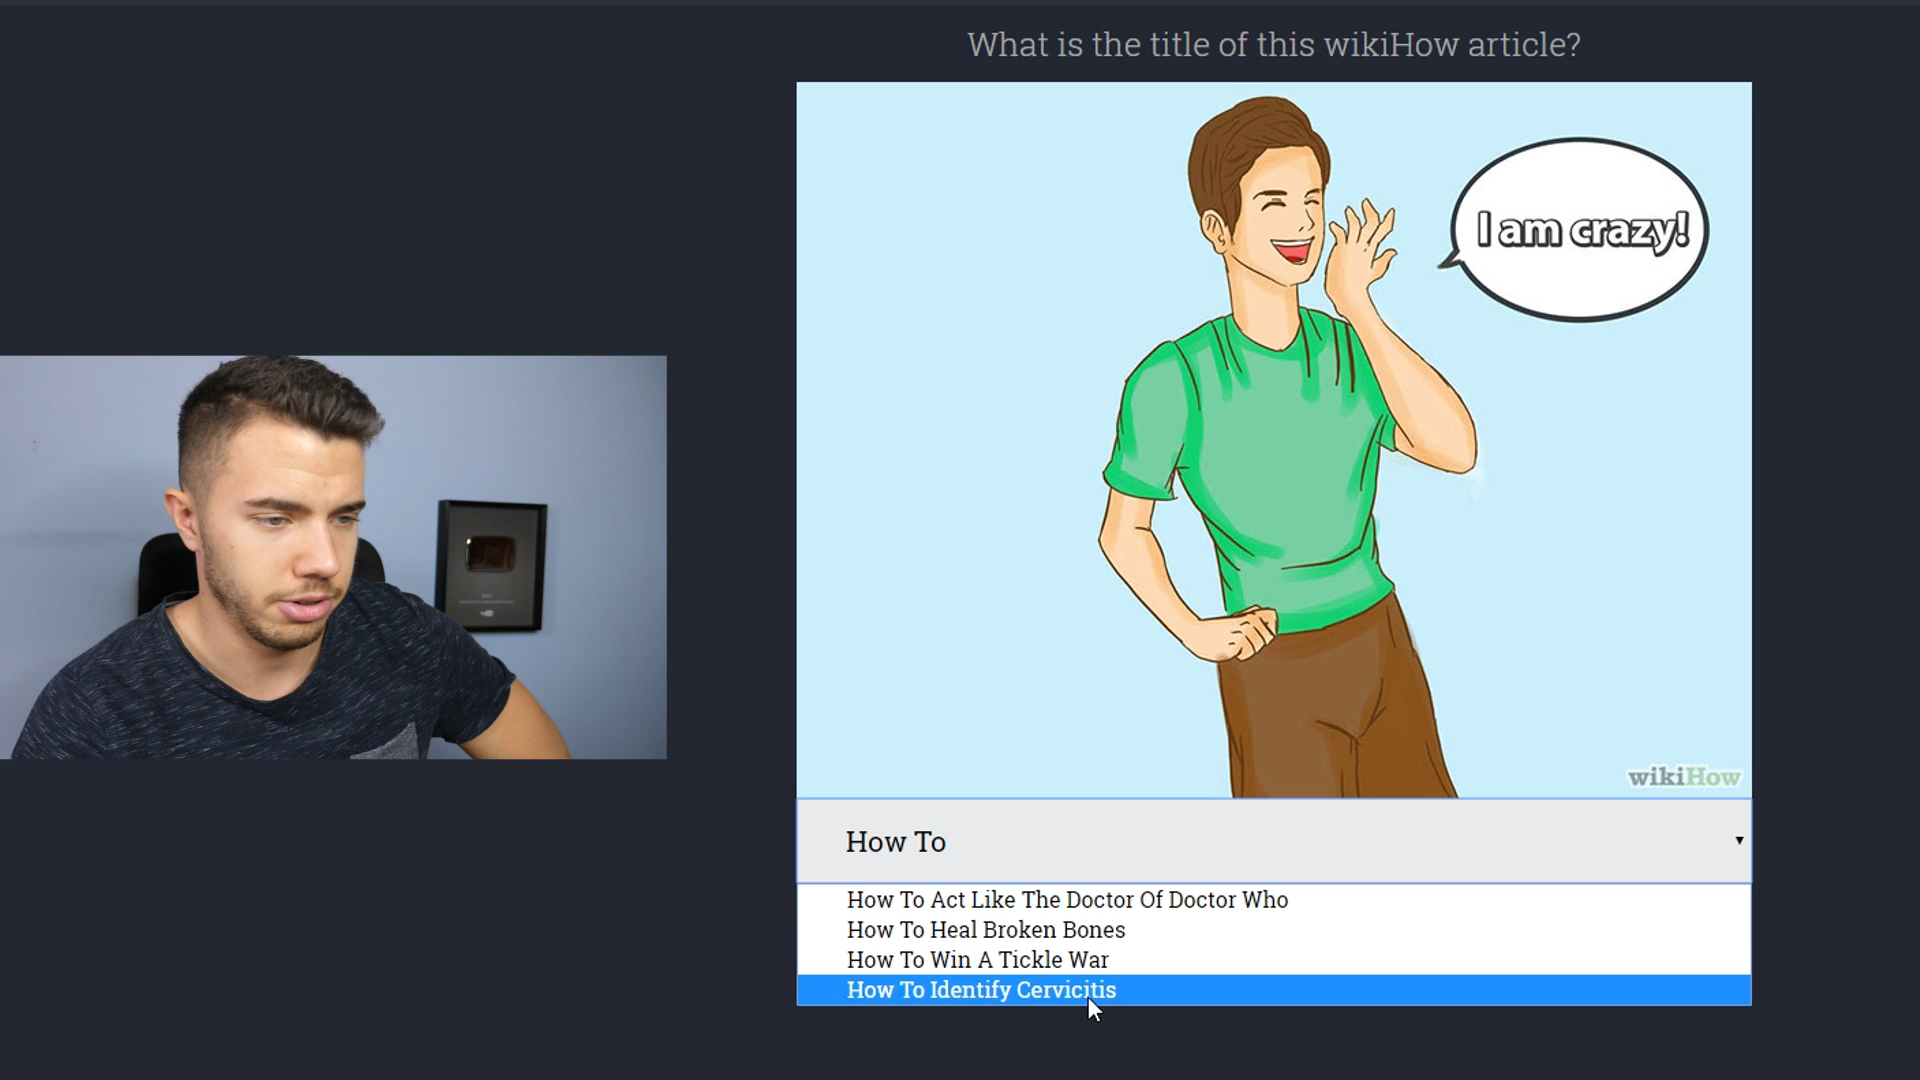 What is the title of this wikiHow article?
I am crazy!
wikiHow
How To
How To Act Like The Doctor Of Doctor Who
How To Heal Broken Bones
How To Win A Tickle War
How To Identify Cervicitis